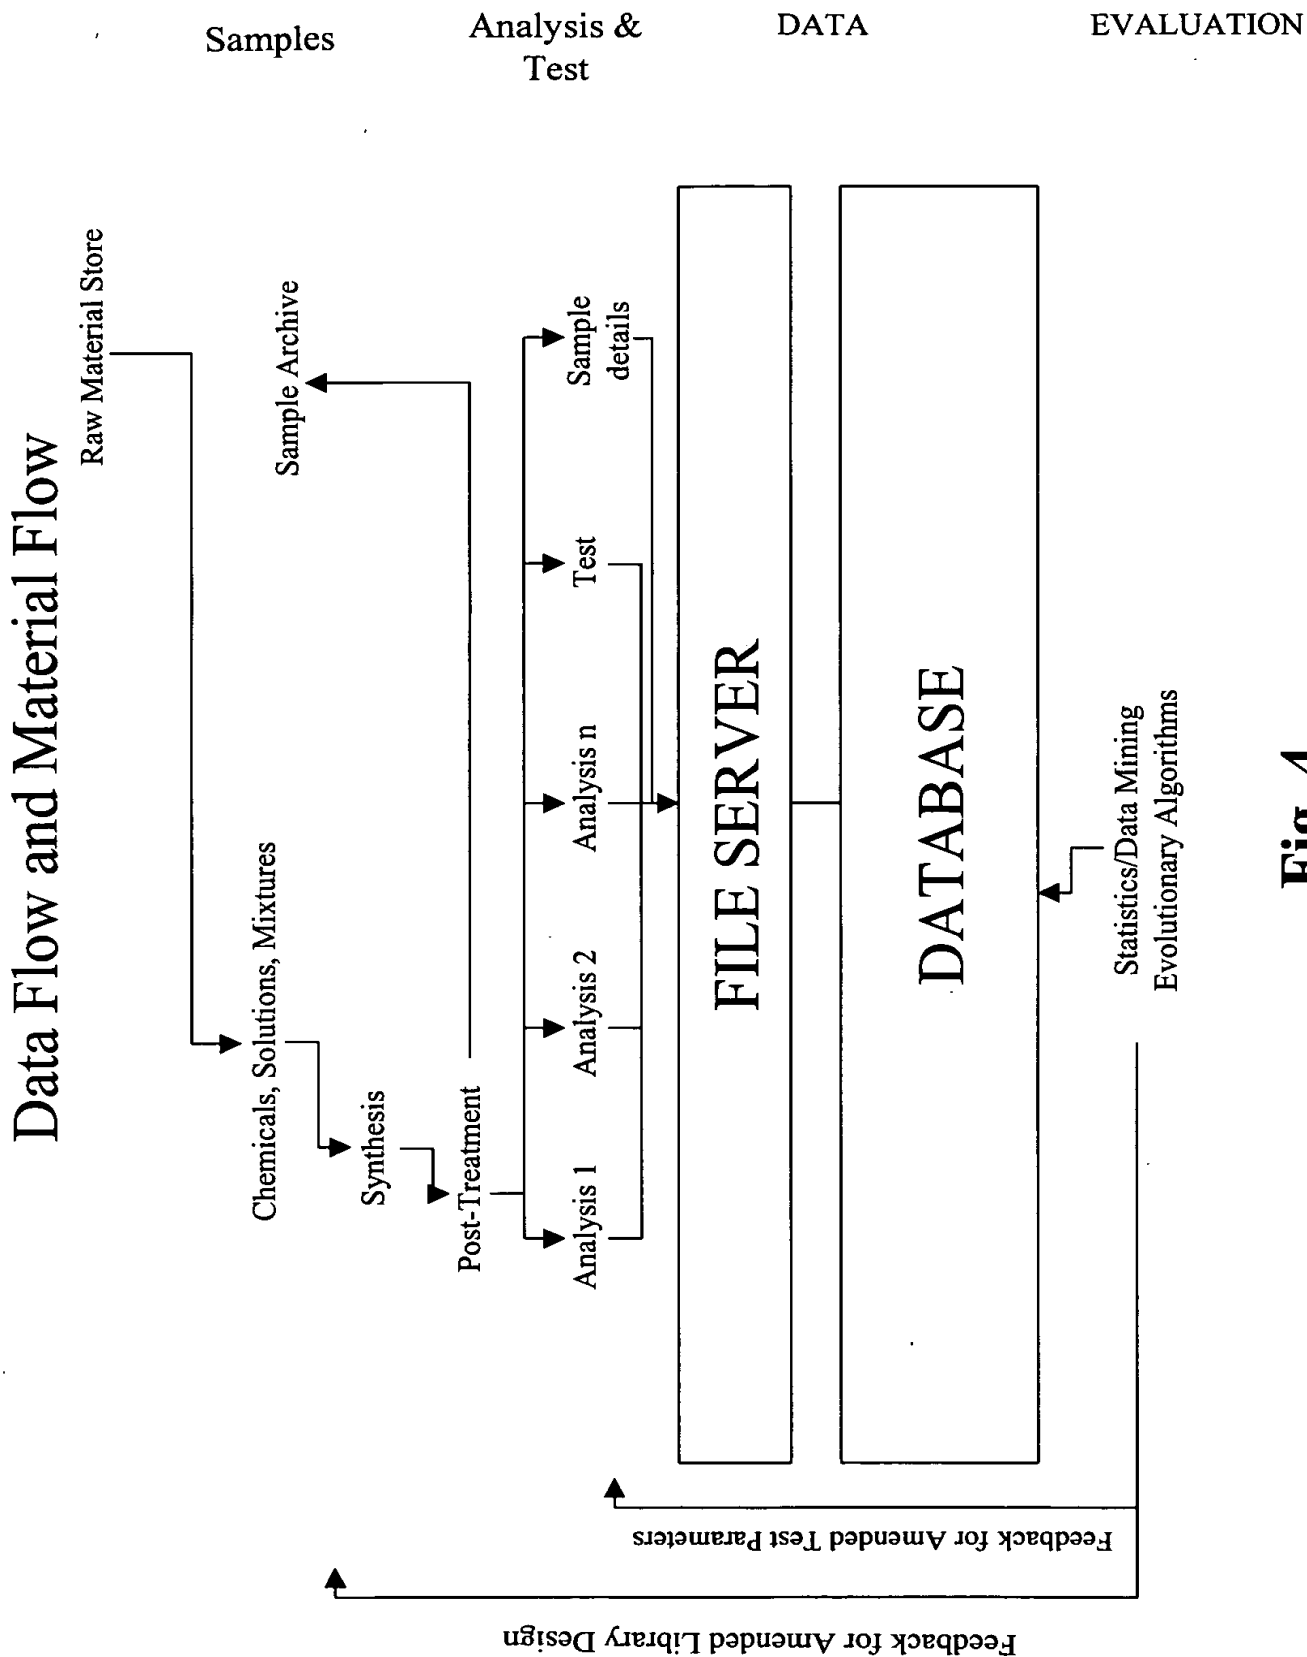 Data Flow and Material Flow
Raw Material Store
Samples
Chemicals, Solutions, Mixtures
Sample Archive
Synthesis
Post-Treatment
Analysis &
Test
Analysis 1
Analysis 2
Analysis n
Test
Sample
details
DATA
FILE SERVER
DATABASE
EVALUATION
Statistics/Data Mining
Evolutionary Algorithms
Feedback for Amended Test Parameters
Feedback for Amended Library Design
Fig. 4